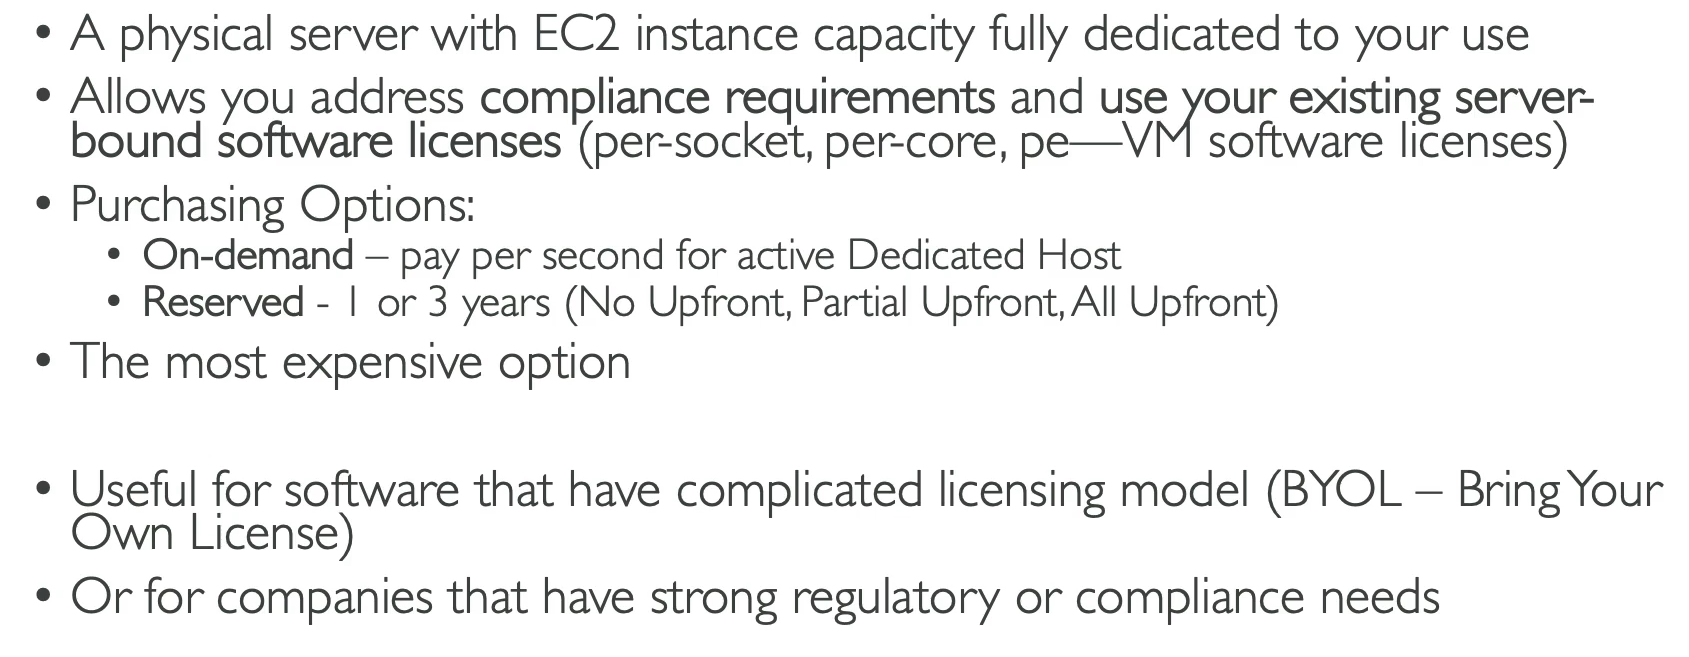 • A physical server with EC2 instance capacity fully dedicated to your use
• Allows you address compliance requirements and use your existing server-
bound software licenses (per-socket, per-core, pe—VM software licenses)
• Purchasing Options:
• On-demand – pay per second for active Dedicated Host
• Reserved - 1 or 3 years (No Upfront, Partial Upfront, All Upfront)
• The most expensive option
• Useful for software that have complicated licensing model (BYOL – Bring Your
Own License)
• Or for companies that have strong regulatory or compliance needs